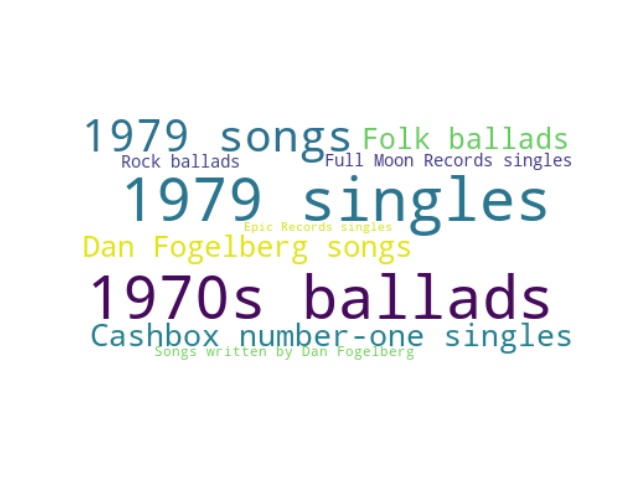 1979 songs
Folk ballads
Rock ballads
Full Moon Records singles
1979 singles
Epic Records singles
Dan Fogelberg songs
1970s ballads
Cashbox number-one singles
Songs written by Dan Fogelberg